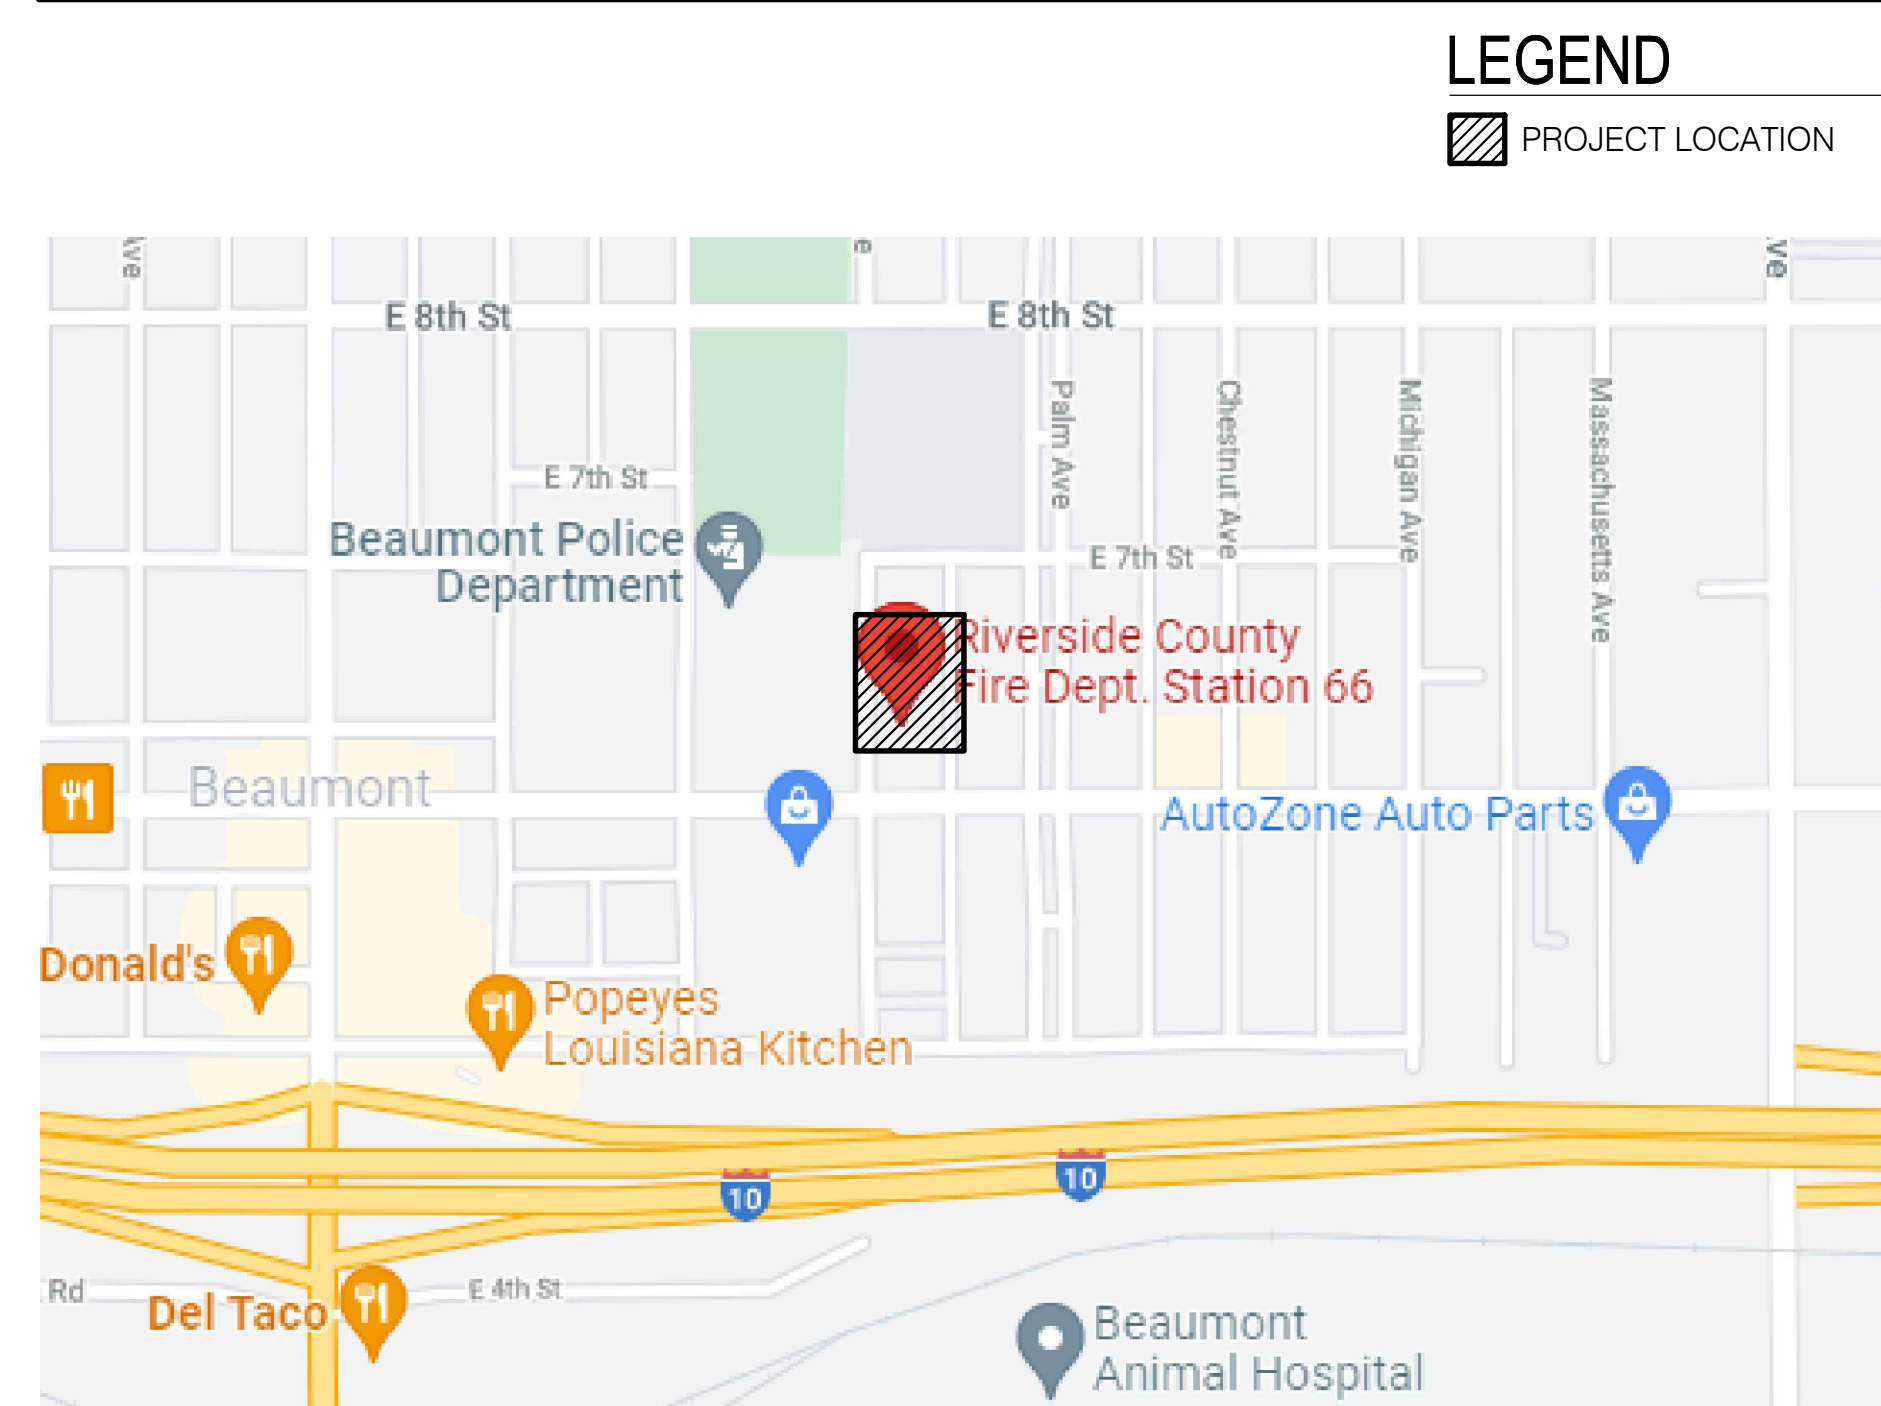 LEGEND
PROJECT LOCATION
Ave
e
Ave
E 8th St
E 8th St
Palm Ave
Chestnut Ave
Michigan Ave
Massachusetts Ave
E 7th St
Beaumont Police
Department
E 7th St
Riverside County
Fire Dept. Station 66
Beaumont
AutoZone Auto Parts
Donald's
Popeyes
Louisiana Kitchen
10
10
Rd
E 4th St
Del Taco
Beaumont
Animal Hospital